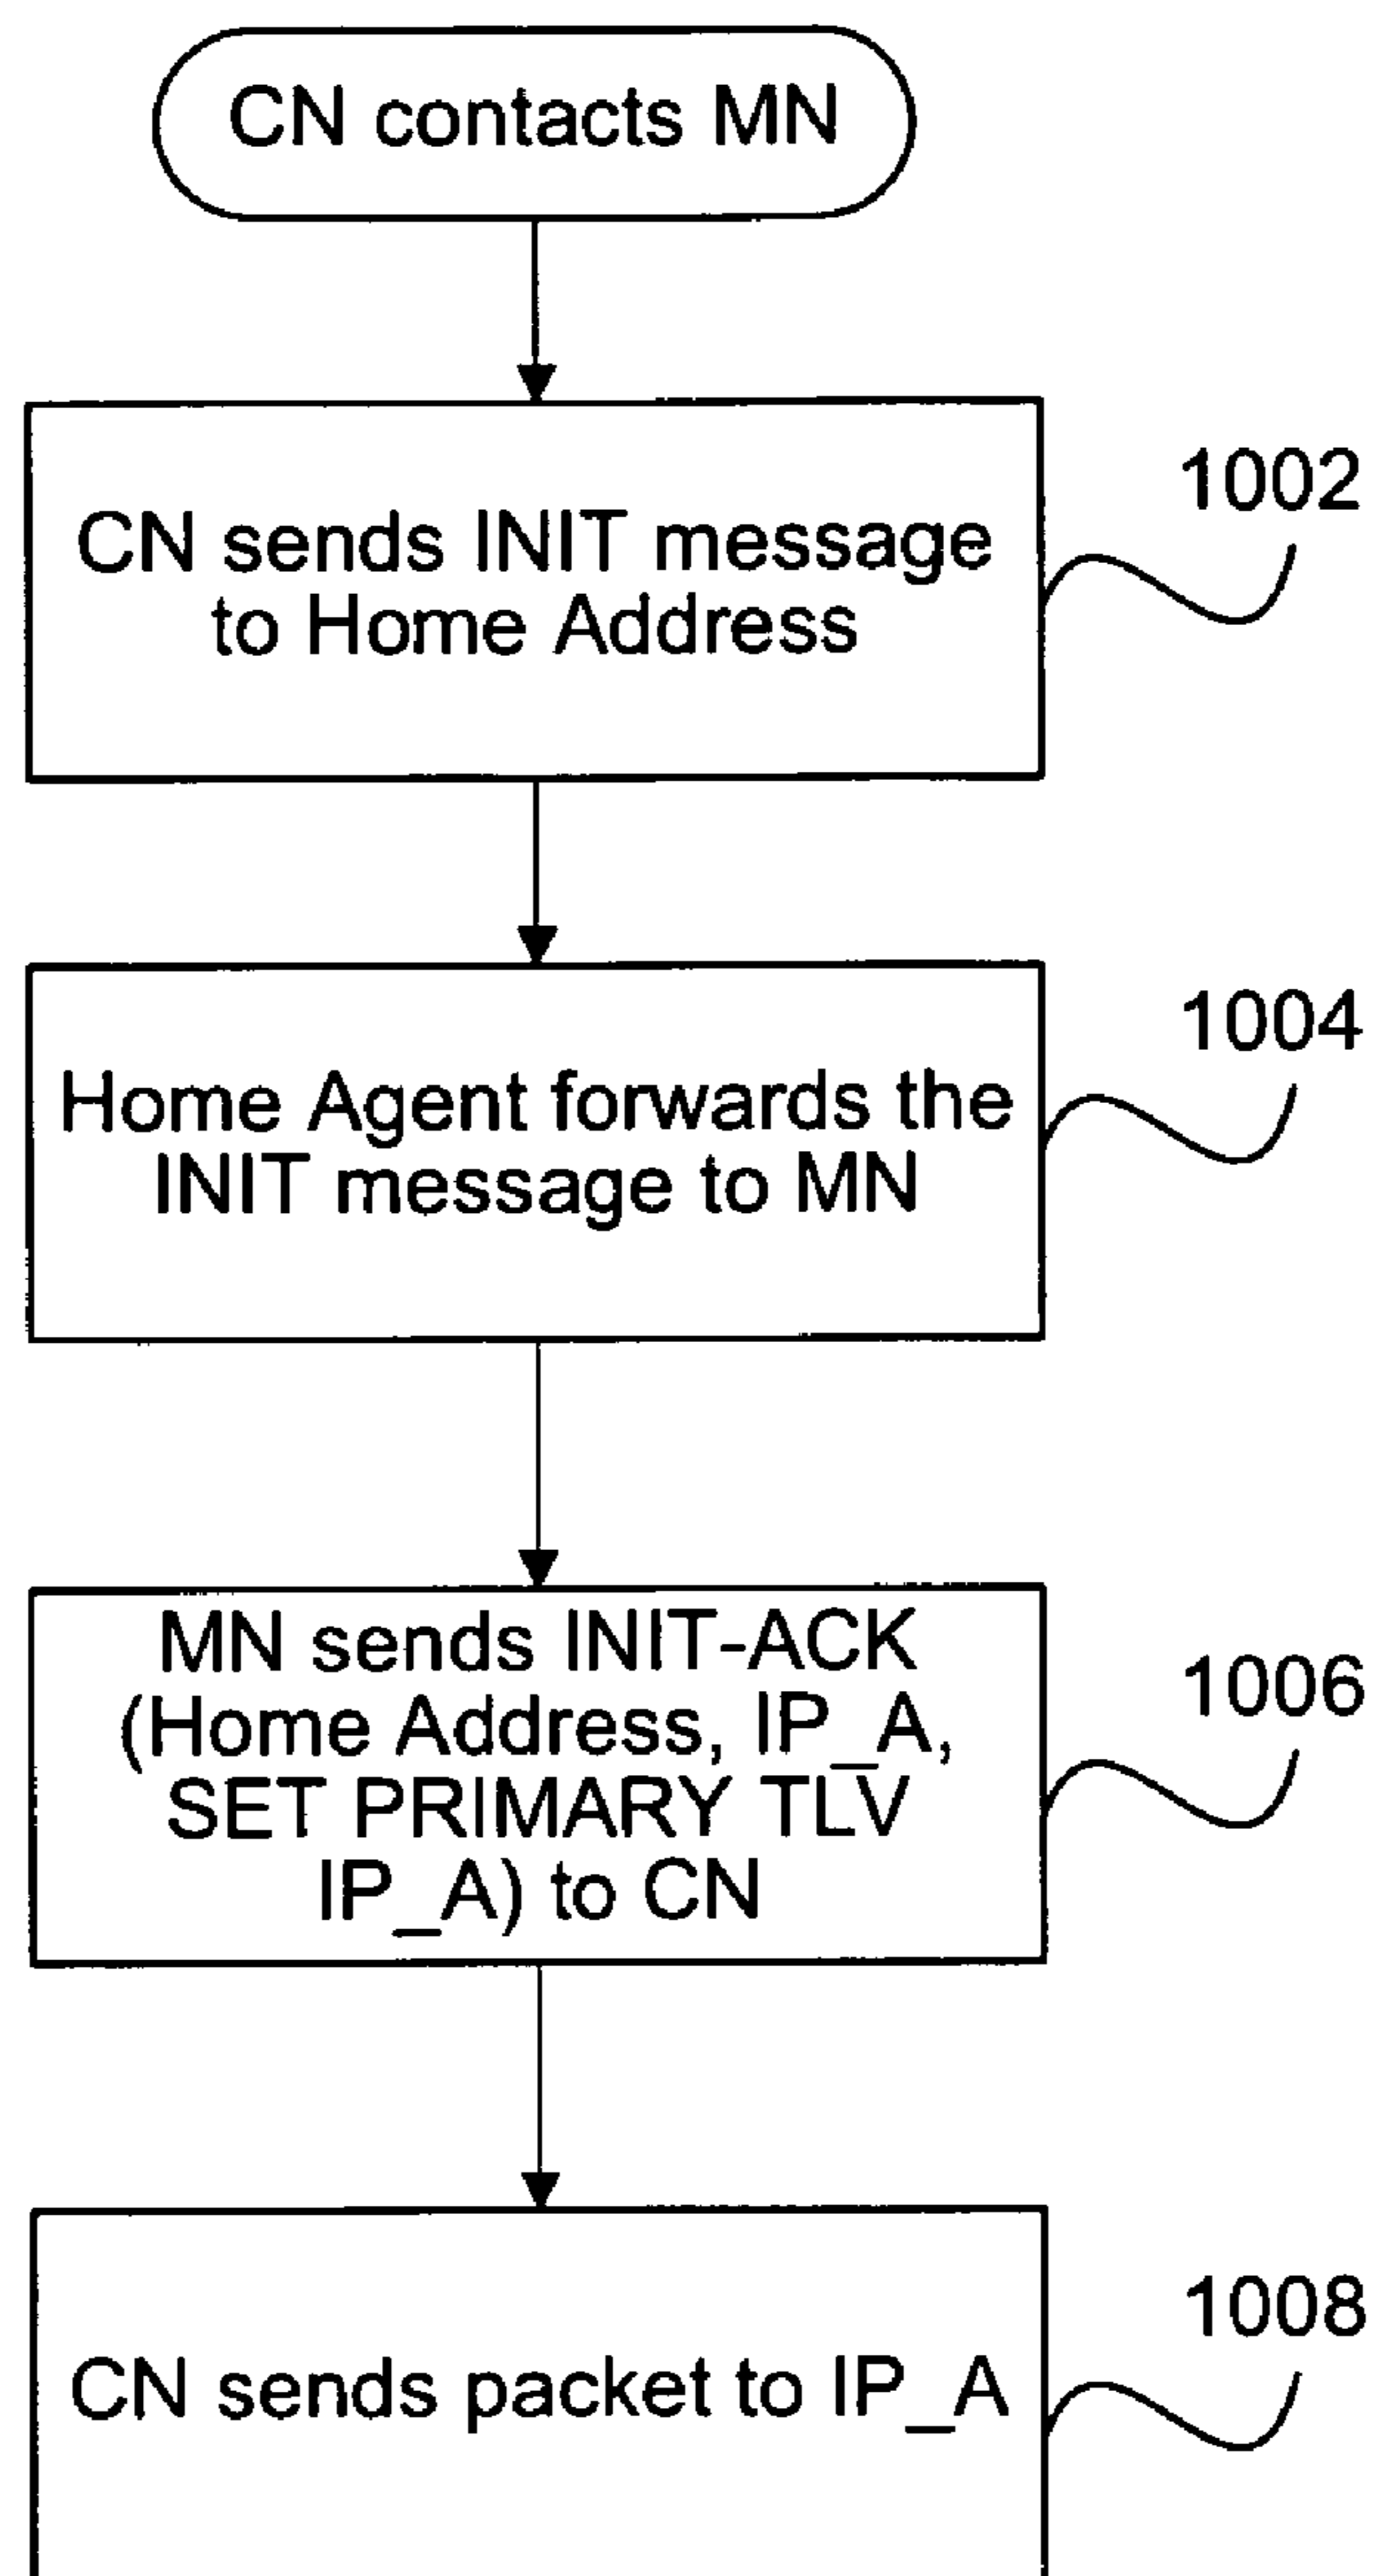 CN contacts MN
1002
CN sends INIT message
to Home Address
1004
Home Agent forwards the
INIT message to MN
1006
MN sends INIT-ACK
(Home Address, IP_A,
SET PRIMARY TLV
IP_A) to CN
1008
CN sends packet to IP_A